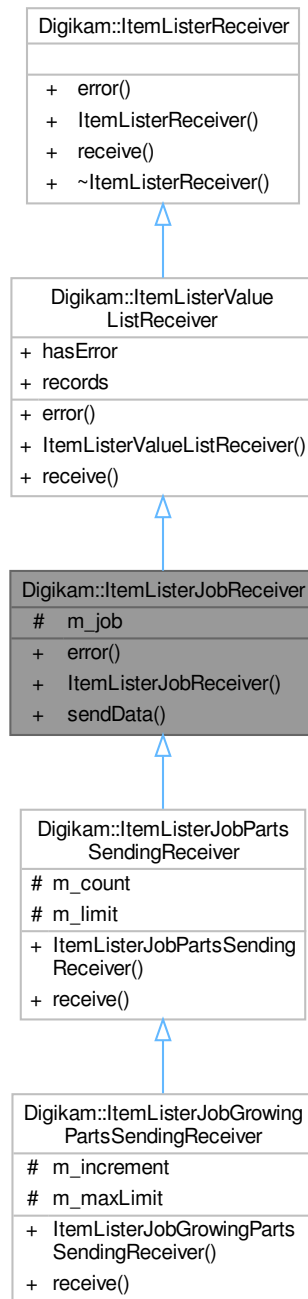 Digikam::ItemListerReceiver
+ error()
+ ItemListerReceiver()
+ receive()
+ ~ItemListerReceiver()
Digikam::ItemListerValue
ListReceiver
+ hasError
+ records
+ error()
+ ItemListerValueListReceiver()
+ receive()
Digikam::ItemListerJobReceiver
# m_job
+ error()
+ ItemListerJobReceiver()
+ sendData()
Digikam::ItemListerJobParts
SendingReceiver
# m_count
# m_limit
+ ItemListerJobPartsSending
Receiver()
+ receive()
Digikam::ItemListerJobGrowing
PartsSendingReceiver
# m_increment
# m_maxLimit
+ ItemListerJobGrowingParts
SendingReceiver()
+ receive()